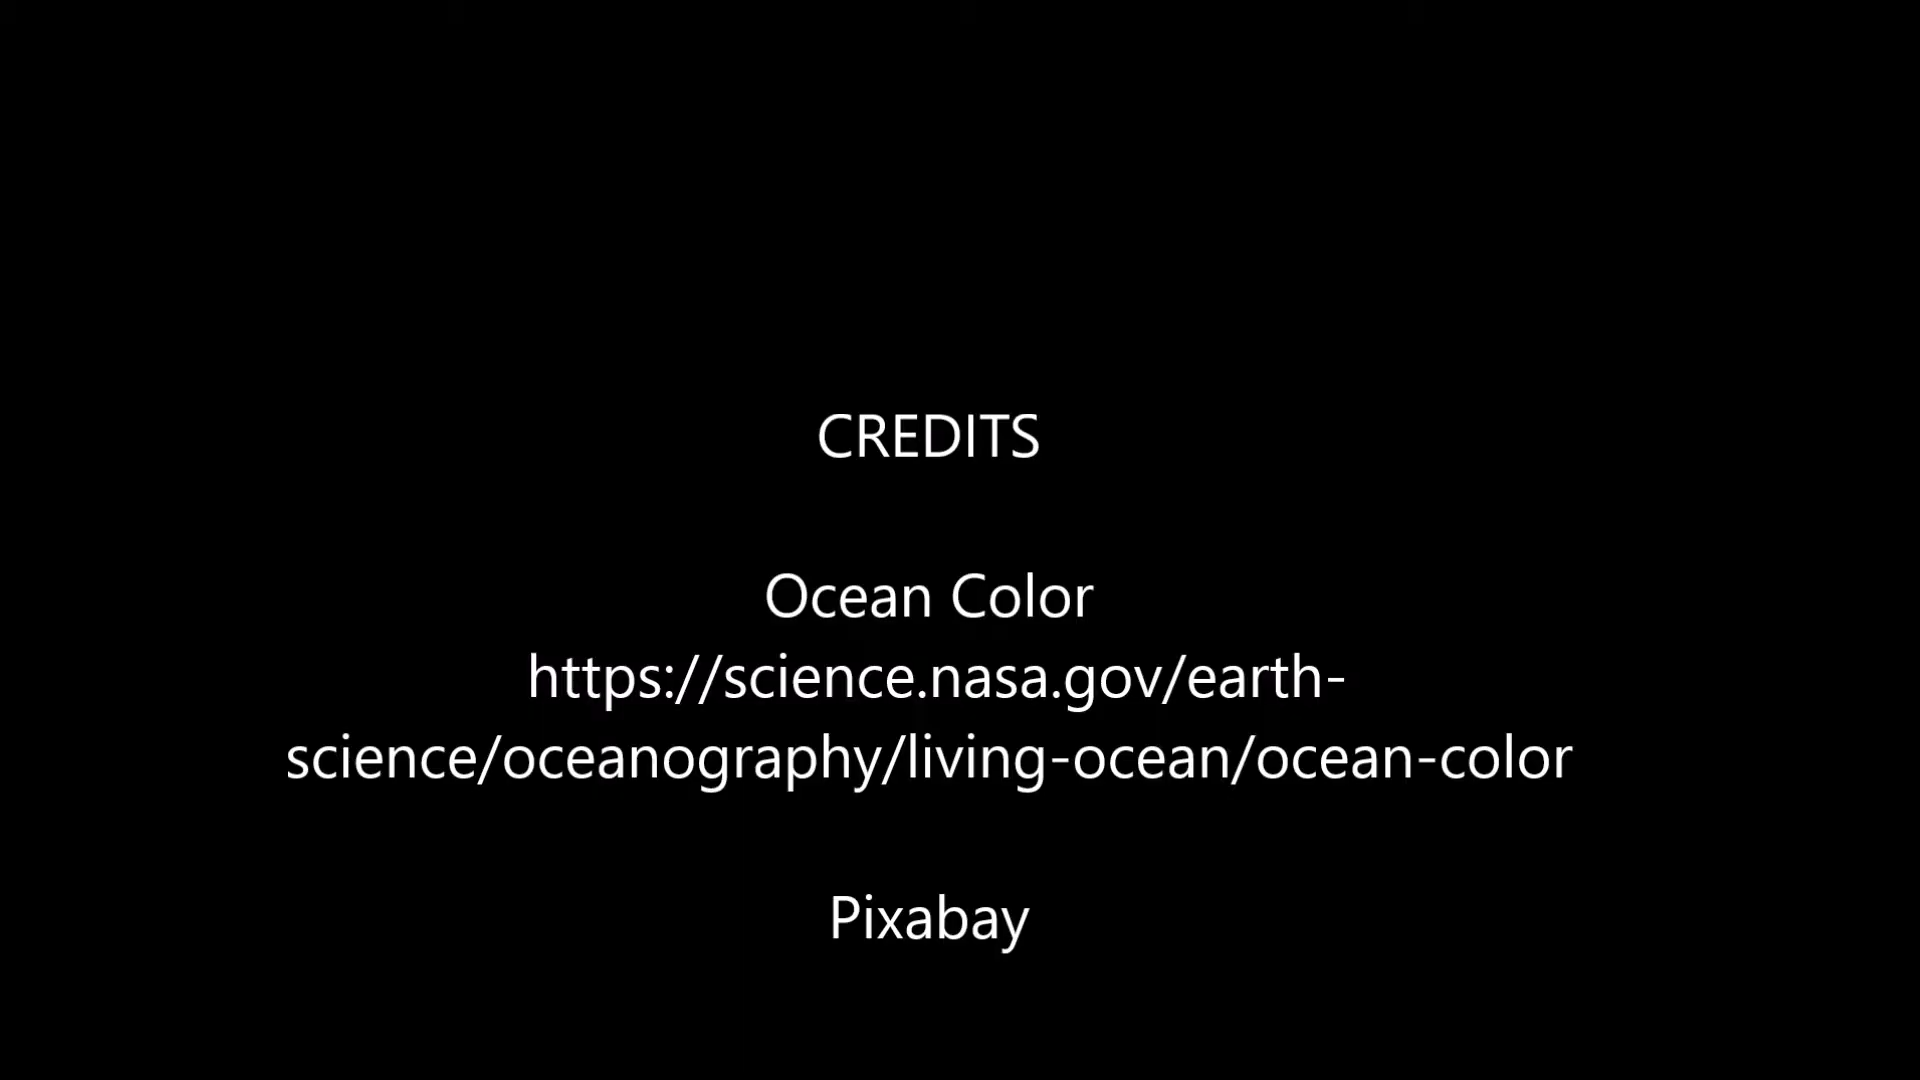 CREDITS
Ocean Color
https://science.nasa.gov/earth-
science/oceanography/living-ocean/ocean-color
Pixabay